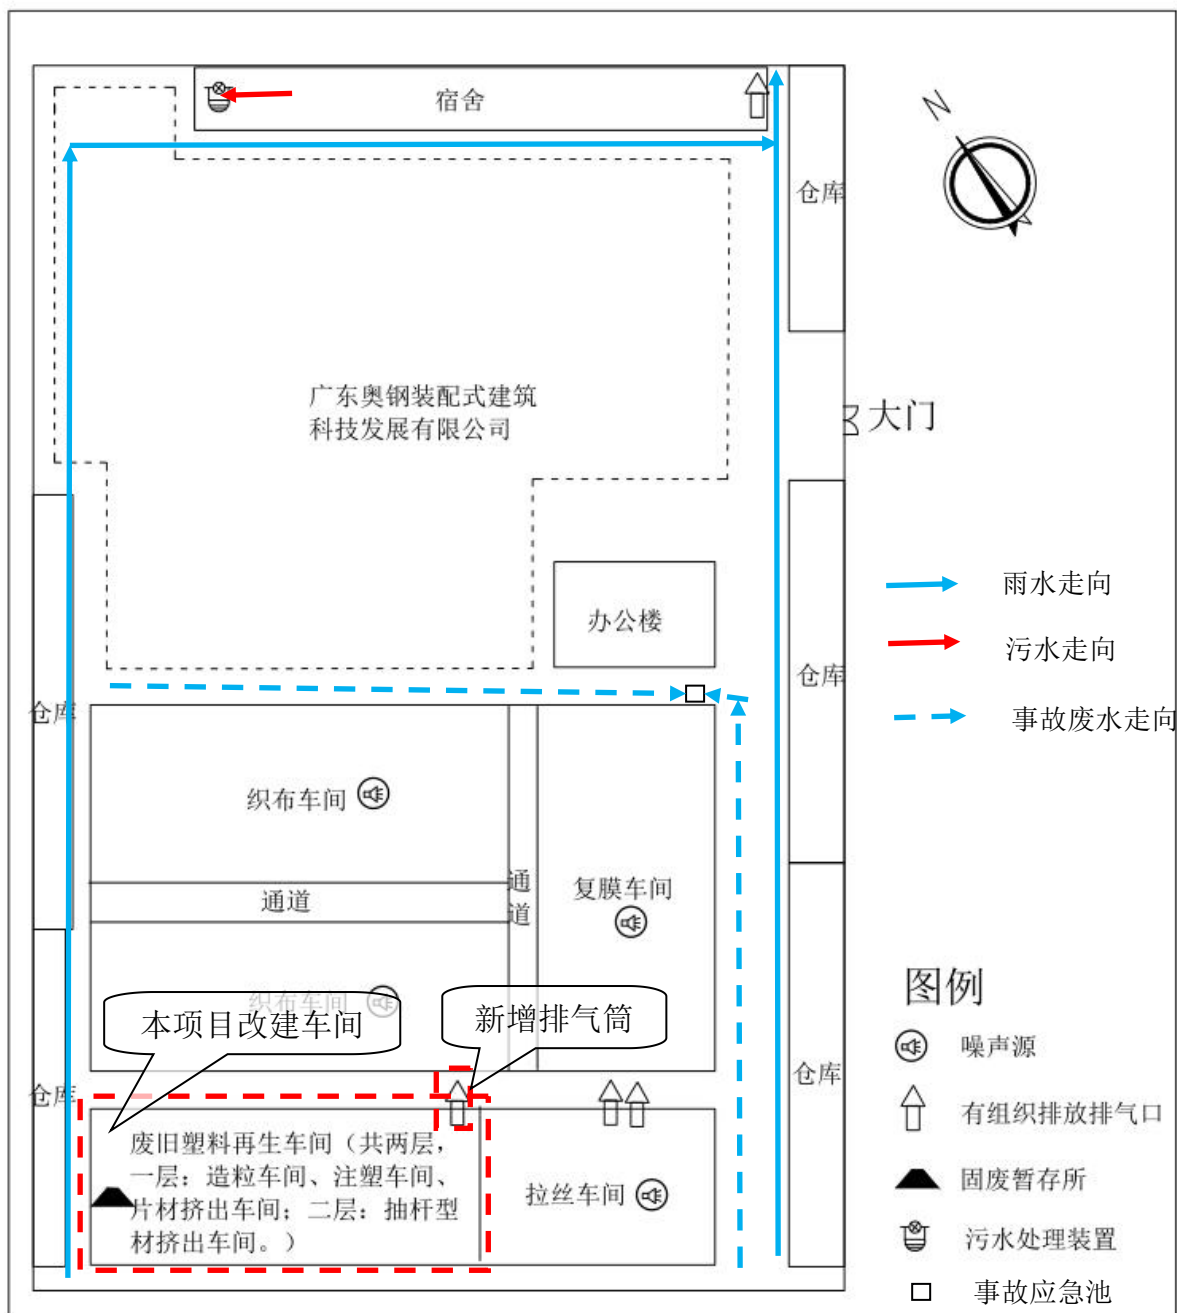 宿舍
N
仓库
广东奥钢装配式建筑
科技发展有限公司
大门
办公楼
雨水走向
污水走向
仓库
仓库
事故废水走向
织布车间
通道
通道
复膜车间
织布车间
本项目改建车间
新增排气筒
图例
噪声源
仓库
仓库
有组织排放排气口
废旧塑料再生车间（共两层，
一层：造粒车间、注塑车间、
片材挤出车间；二层：抽杆型
材挤出车间。）
拉丝车间
固废暂存所
污水处理装置
事故应急池